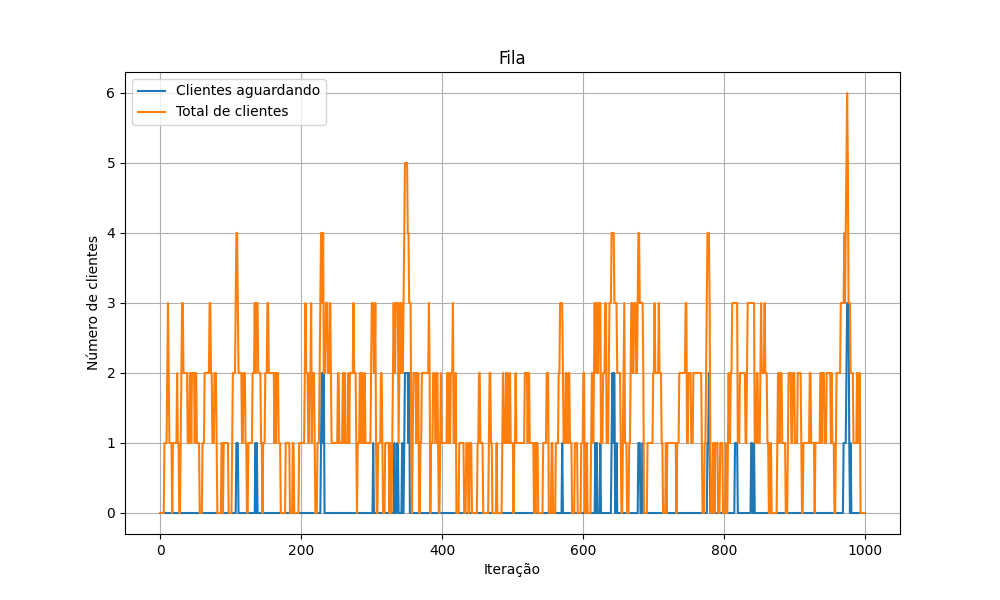 Fila
Clientes aguardando
Total de clientes
Número de clientes
6
5
4
3
2
1
0
0 200 400 600 800 1000
Iteração